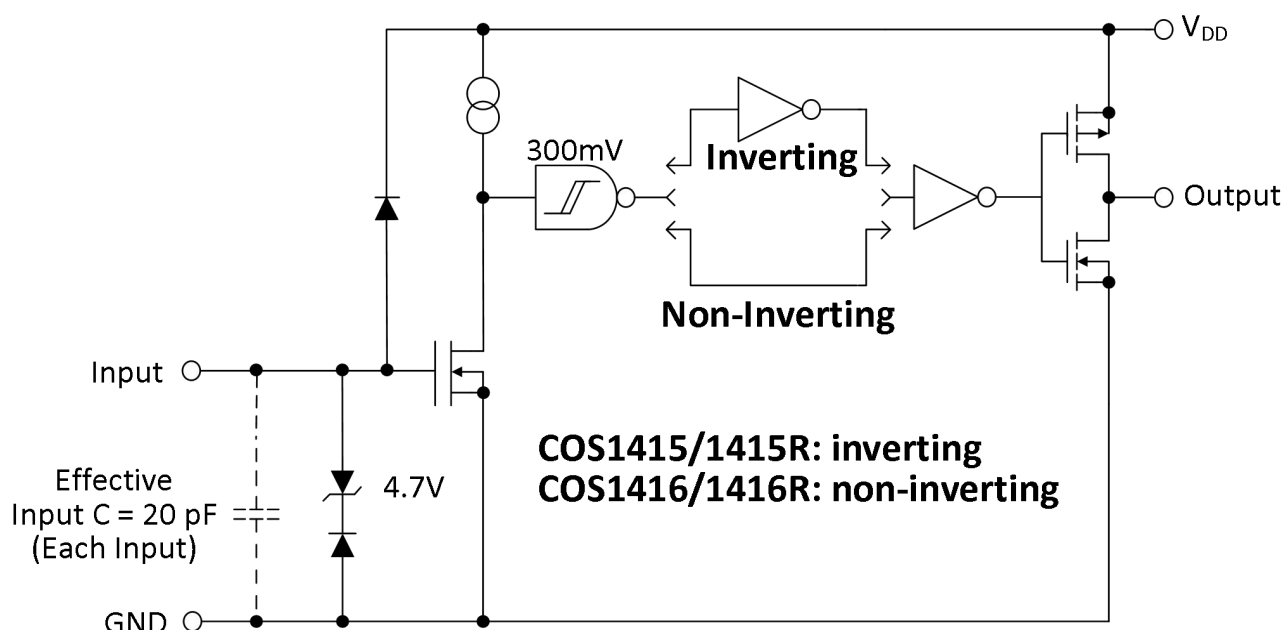 V_DD
300mV
Inverting
Output
Non-Inverting
Input
COS1415/1415R: inverting
COS1416/1416R: non-inverting
4.7V
Effective
Input C = 20 pF
(Each Input)
GND